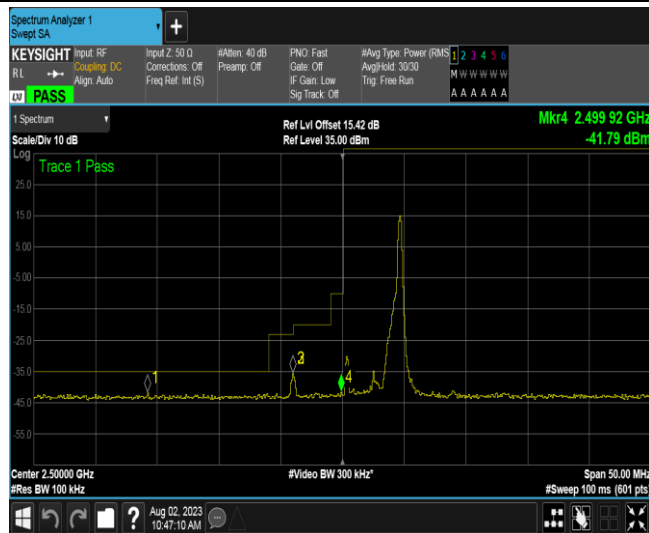 Spectrum Analyzer 1
Swept SA
+
KEYSIGHT Input: RF Input Z: 50 Ω #Atten: 40 dB PNO: Fast #Avg Type: Power (RMS 1 2 3 4 5 6
RL Coupling: DC Corrections: Off Preamp: Off Gate: Off Avg|Hold: 30/30 M W W W W W
Align: Auto Freq Ref: Int (S) IF Gain: Low Trig: Free Run
LXI PASS Sig Track: Off A A A A A A
1 Spectrum Ref Lvl Offset 15.42 dB Mkr4 2.499 92 GHz
Scale/Div 10 dB Ref Level 35.00 dBm -41.79 dBm
Log
Trace 1 Pass
25.0
15.0
5.00
-5.00
-15.0
-25.0
-35.0
-45.0
-55.0
1
4
Center 2.50000 GHz #Video BW 300 kHz* Span 50.00 MHz
#Res BW 100 kHz #Sweep 100 ms (601 pts)
? Aug 02, 2023
10:47:10 AM